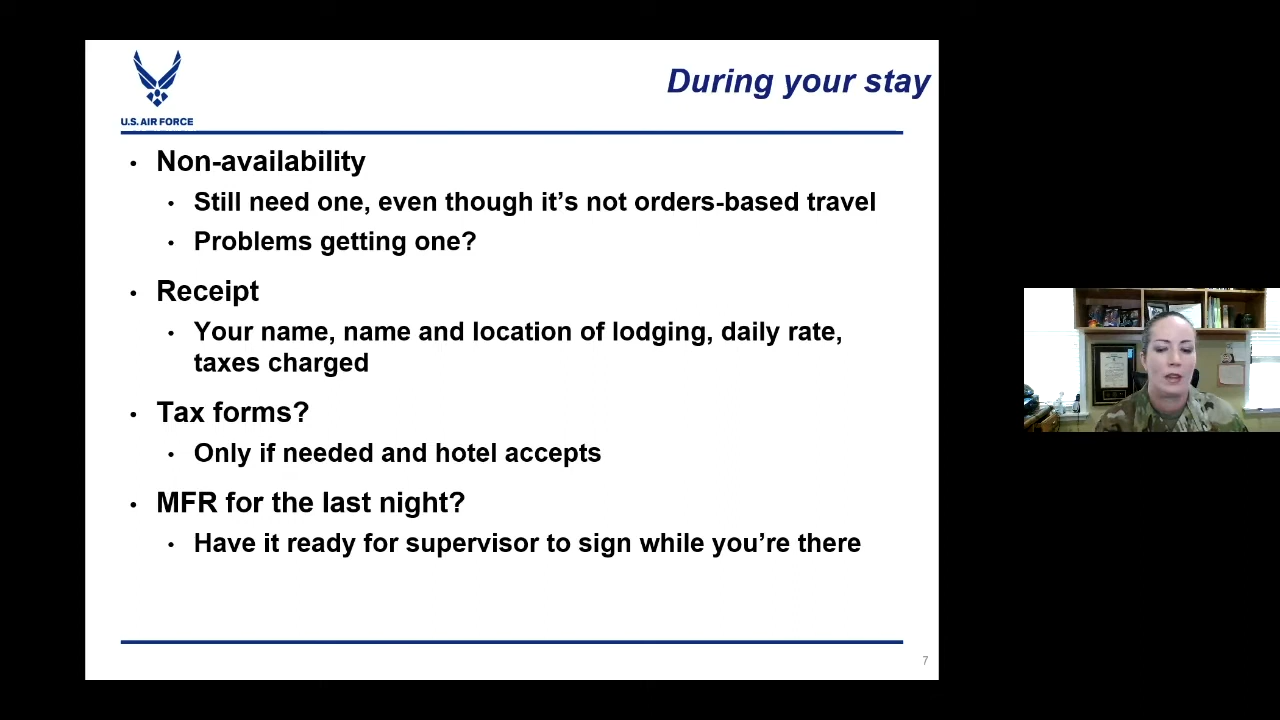 U.S. AIR FORCE
During your stay
• Non-availability
• Still need one, even though it’s not orders-based travel
• Problems getting one?
• Receipt
• Your name, name and location of lodging, daily rate,
taxes charged
• Tax forms?
• Only if needed and hotel accepts
• MFR for the last night?
• Have it ready for supervisor to sign while you’re there
7